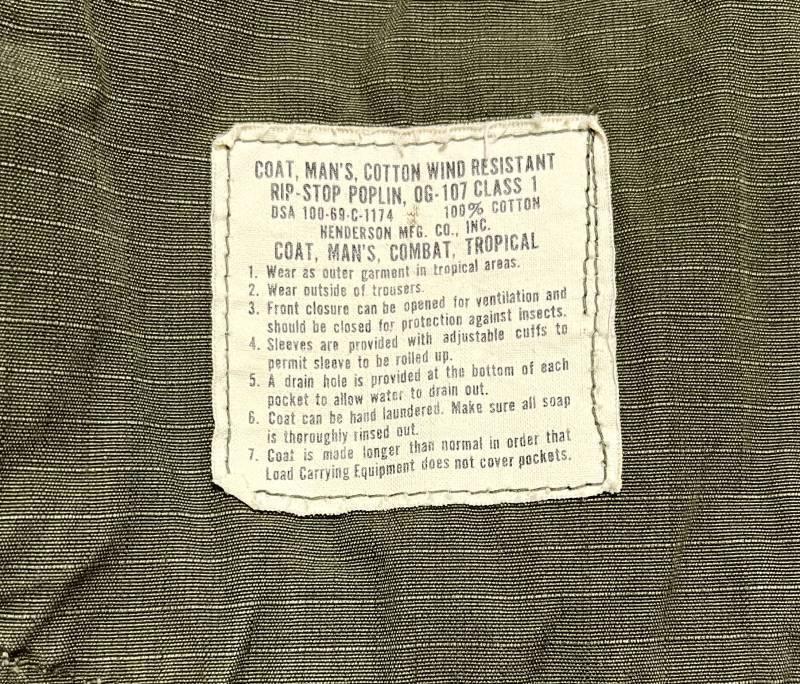 COAT, MAN'S, COTTON WIND RESISTANT
RIP-STOP POPLIN, OG-107 CLASS 1
DSA 100-69-C-1174 100% COTTON
HENDERSON MFG. CO., INC.
COAT, MAN'S, COMBAT, TROPICAL
1. Wear as outer garment in tropical areas.
2. Wear outside of trousers.
3. Front closure can be opened for ventilation and
should be closed for protection against insects.
4. Sleeves are provided with adjustable cuffs to
permit sleeve to be rolled up.
5. A drain hole is provided at the bottom of each
pocket to allow water to drain out.
6. Coat can be hand laundered. Make sure all soap
is thoroughly rinsed out.
7. Coat is made longer than normal in order that
Load Carrying Equipment does not cover pockets.